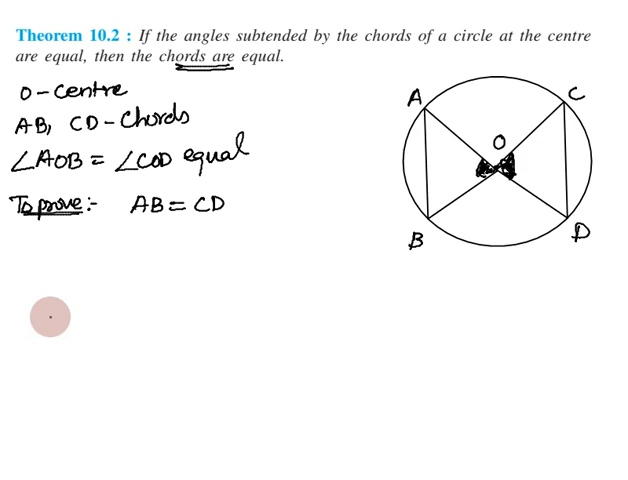 Theorem 10.2 : If the angles subtended by the chords of a circle at the centre
are equal, then the chords are equal.
O - Centre
AB, CD - Chords
∠AOB = ∠COD equal
To prove :- AB = CD
A
C
O
B
D